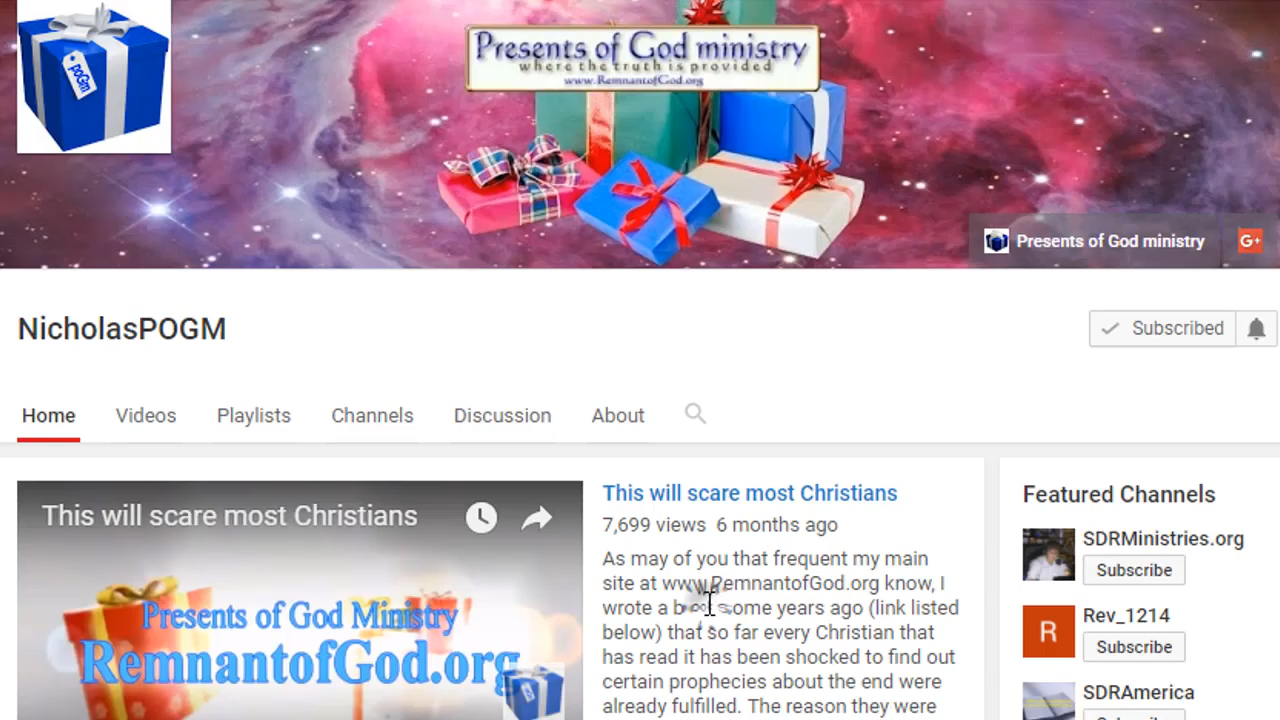 poGm
Presents of God ministry
where the truth is provided
www.RemnantofGod.org
Presents of God ministry
G+
NicholasPOGM
Subscribed
Home
Videos
Playlists
Channels
Discussion
About
This will scare most Christians
Presents of God Ministry
RemnantofGod.org
This will scare most Christians
7,699 views 6 months ago
As may of you that frequent my main
site at www.RemnantofGod.org know, I
wrote a book some years ago (link listed
below) that so far every Christian that
has read it has been shocked to find out
certain prophecies about the end were
already fulfilled. The reason they were
Featured Channels
SDRMinistries.org
Subscribe
R
Rev_1214
Subscribe
SDRAmerica